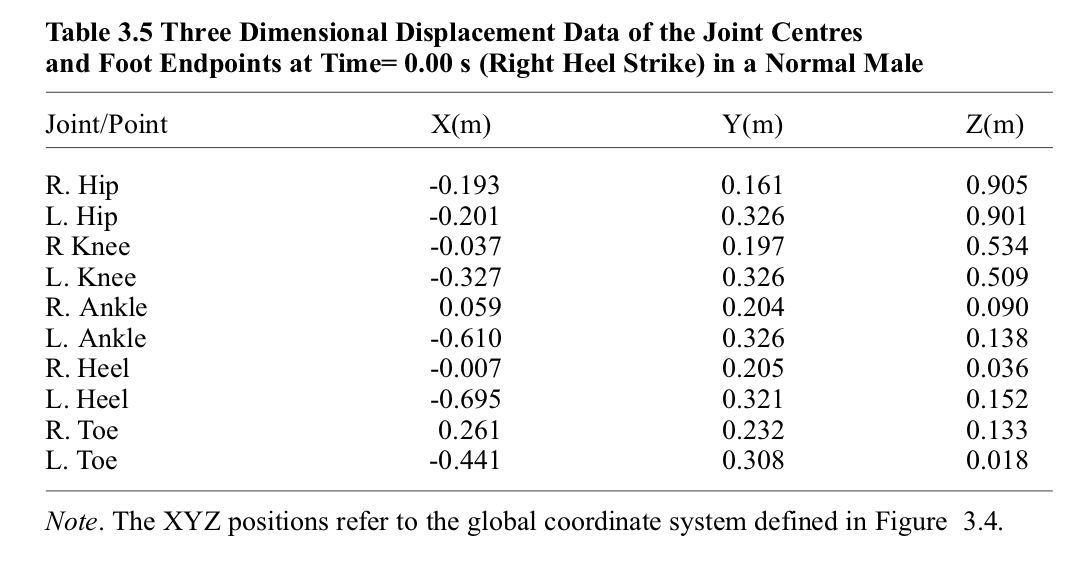 Table 3.5 Three Dimensional Displacement Data of the Joint Centres
and Foot Endpoints at Time= 0.00 s (Right Heel Strike) in a Normal Male
Joint/Point X(m) Y(m) Z(m)
R. Hip -0.193 0.161 0.905
L. Hip -0.201 0.326 0.901
R Knee -0.037 0.197 0.534
L. Knee -0.327 0.326 0.509
R. Ankle 0.059 0.204 0.090
L. Ankle -0.610 0.326 0.138
R. Heel -0.007 0.205 0.036
L. Heel -0.695 0.321 0.152
R. Toe 0.261 0.232 0.133
L. Toe -0.441 0.308 0.018
Note. The XYZ positions refer to the global coordinate system defined in Figure 3.4.